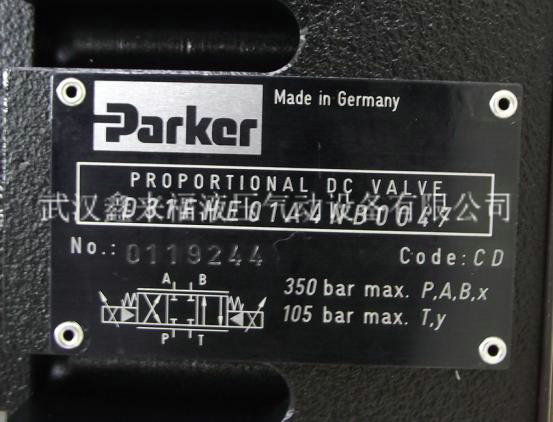 Parker
Made in Germany
PROPORTIONAL DC VALVE
D31FHE01A4WB0047
武汉鑫来福液压气动设备有限公司
No.: 0119244
Code: CD
A B
P T
350 bar max. P,A,B,x
105 bar max. T,y